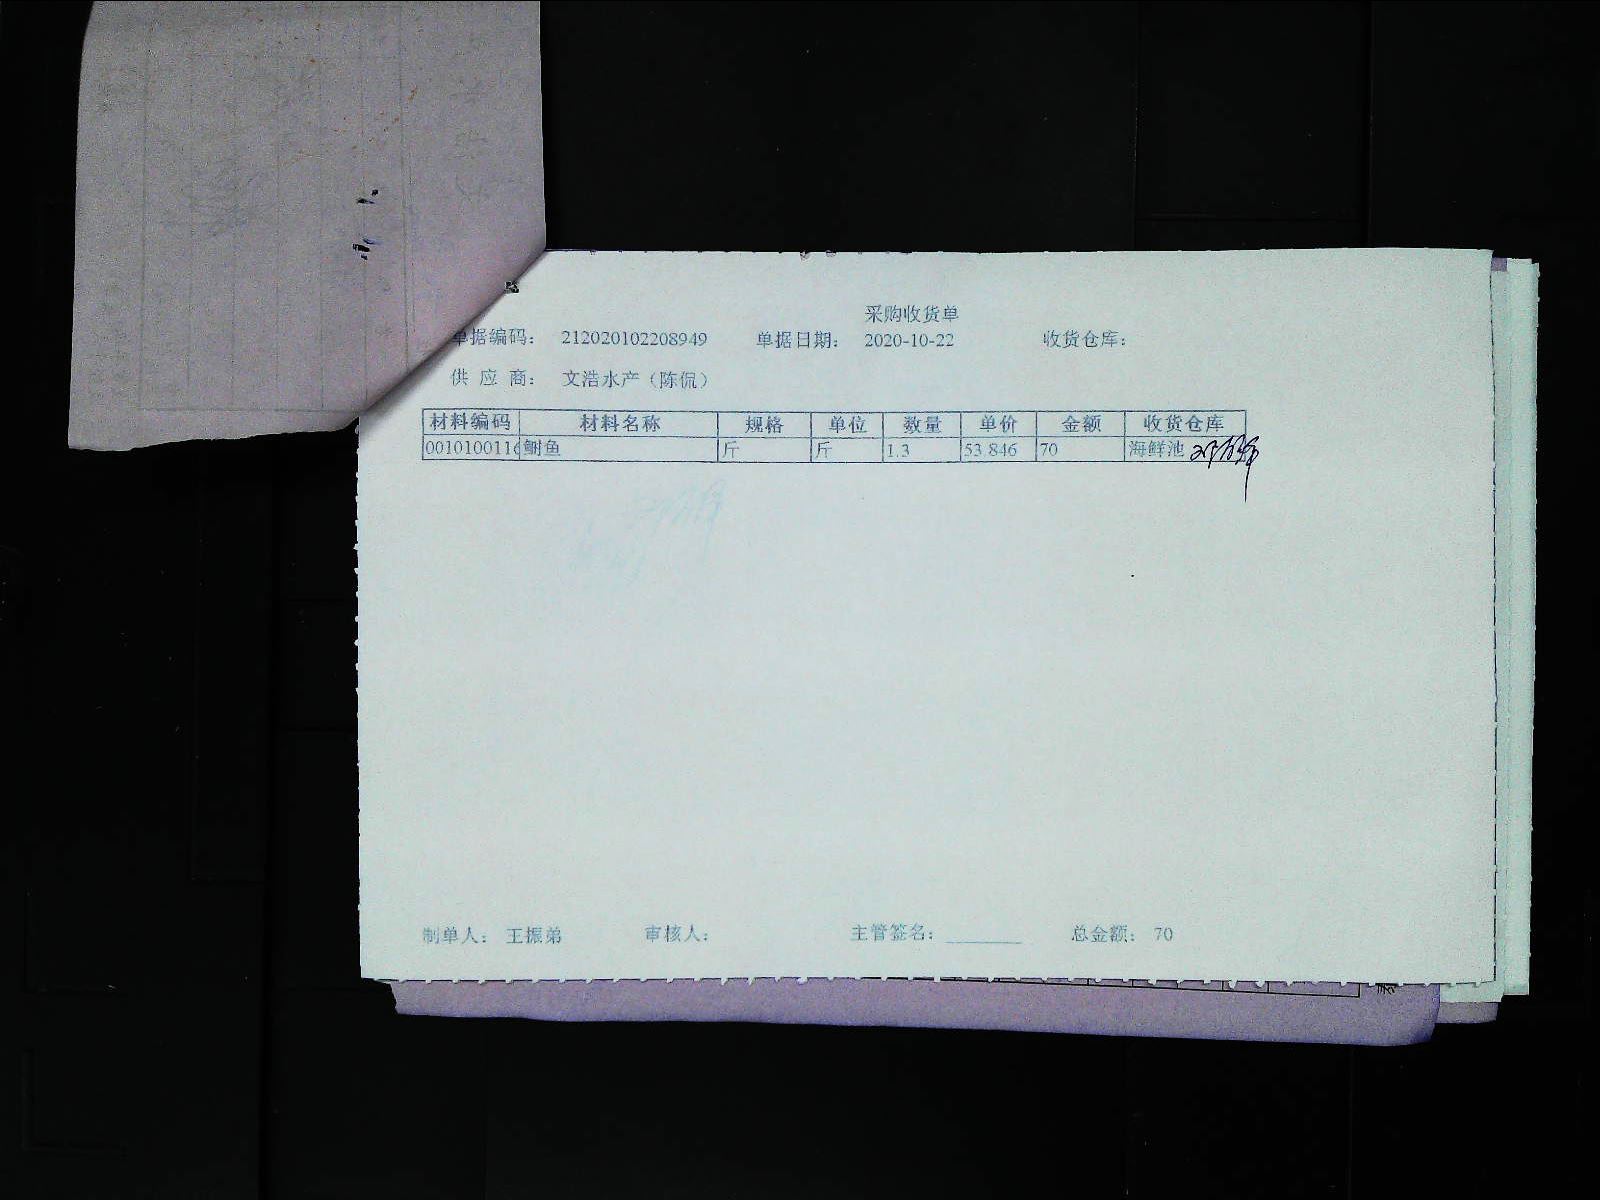 采购收货单
单据编码： 212020102208949 单据日期： 2020-10-22 收货仓库：
供 应 商： 文浩水产（陈侃）
材料编码 材料名称 规格 单位 数量 单价 金额 收货仓库
0010100116 鲥鱼 斤 斤 1.3 53.846 70 海鲜池
制单人： 王振弟 审核人： 主管签名： ________ 总金额： 70